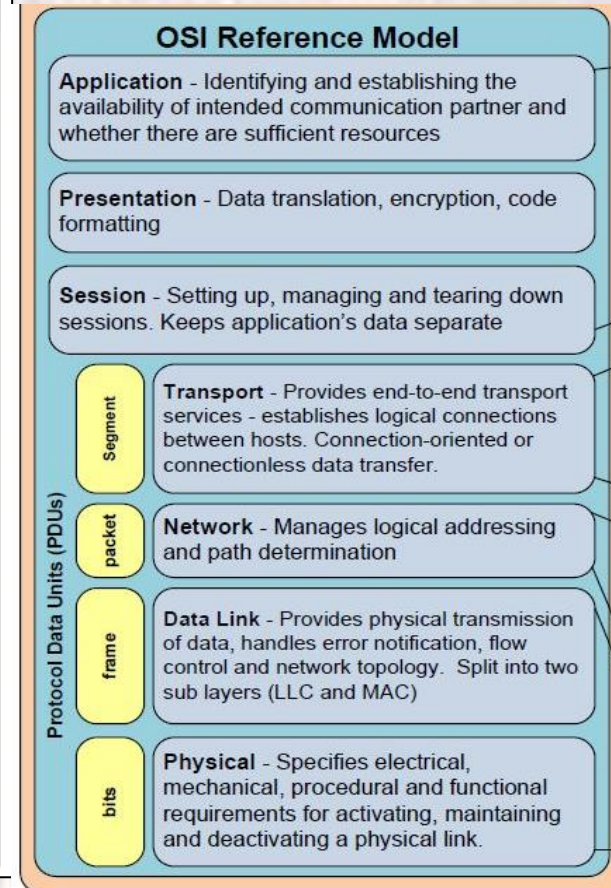 OSI Reference Model
Application - Identifying and establishing the
availability of intended communication partner and
whether there are sufficient resources
Presentation - Data translation, encryption, code
formatting
Session - Setting up, managing and tearing down
sessions. Keeps application's data separate
Protocol Data Units (PDUs)
Segment
Transport - Provides end-to-end transport
services - establishes logical connections
between hosts. Connection-oriented or
connectionless data transfer.
packet
Network - Manages logical addressing
and path determination
frame
Data Link - Provides physical transmission
of data, handles error notification, flow
control and network topology. Split into two
sub layers (LLC and MAC)
bits
Physical - Specifies electrical,
mechanical, procedural and functional
requirements for activating, maintaining
and deactivating a physical link.